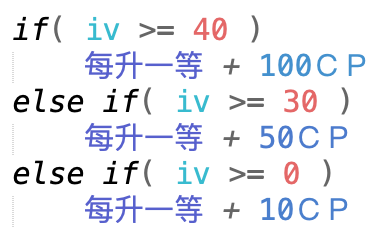 if( iv >= 40 )
每升一等 + 100ＣＰ
else if( iv >= 30 )
每升一等 + 50ＣＰ
else if( iv >= 0 )
每升一等 + 10ＣＰ